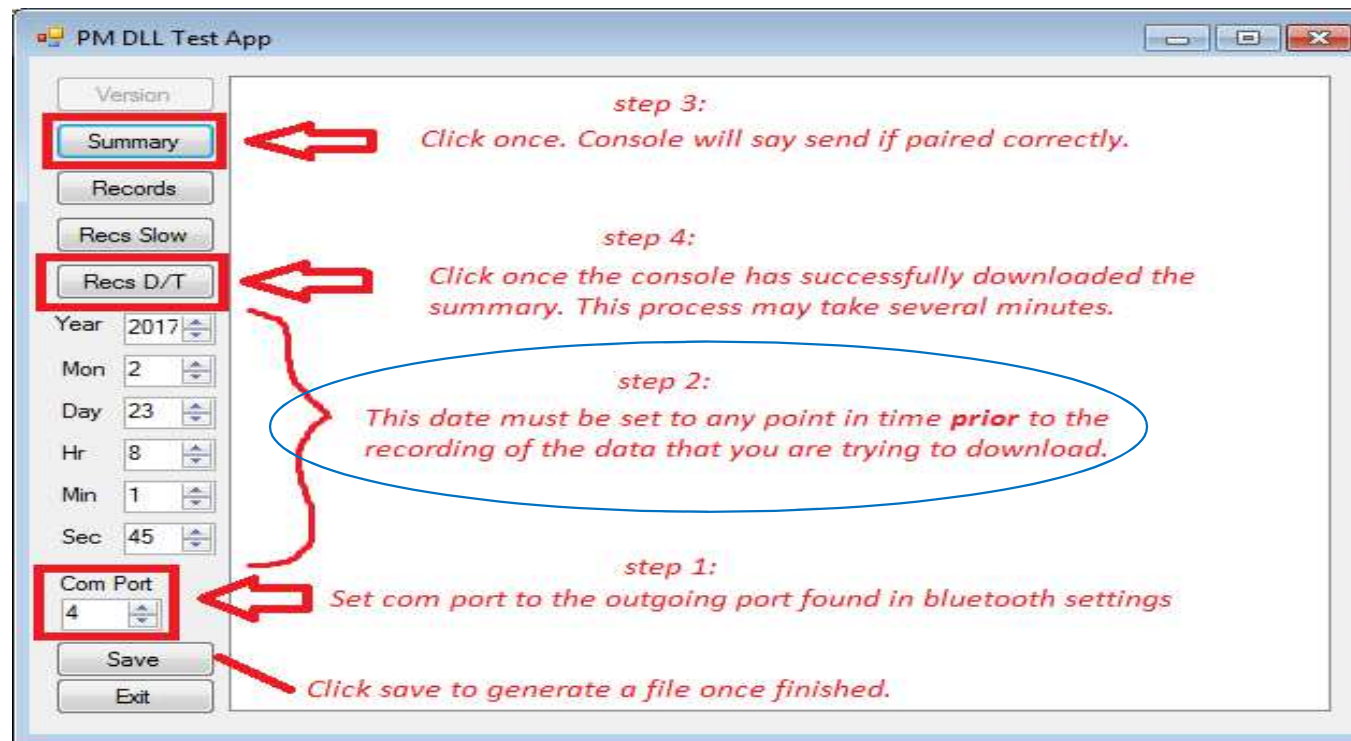 PM DLL Test App
Version
step 3:
Summary
Click once. Console will say send if paired correctly.
Records
Recs Slow
step 4:
Recs D/T
Click once the console has successfully downloaded the
summary. This process may take several minutes.
Year 2017
Mon 2
step 2:
Day 23
This date must be set to any point in time prior to the
recording of the data that you are trying to download.
Hr 8
Min 1
Sec 45
step 1:
Com Port
4
Set com port to the outgoing port found in bluetooth settings
Save
Click save to generate a file once finished.
Exit